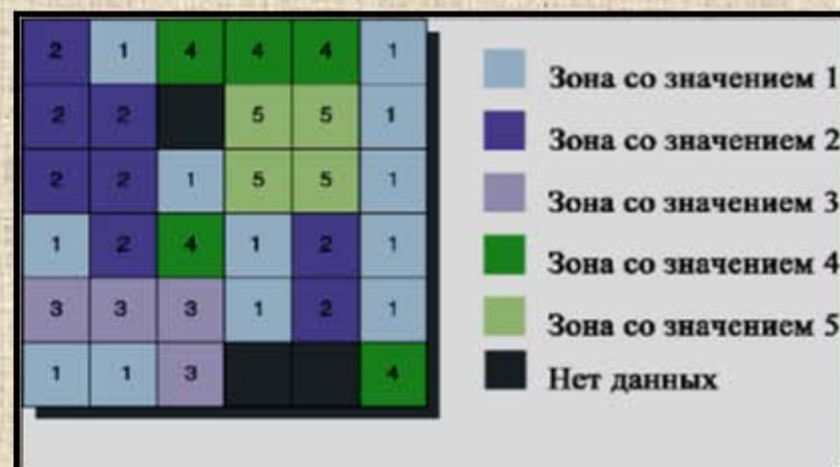 2 1 4 4 4 1
2 2 5 5 1
2 2 1 5 5 1
1 2 4 1 2 1
3 3 3 1 2 1
1 1 3 4
Зона со значением 1
Зона со значением 2
Зона со значением 3
Зона со значением 4
Зона со значением 5
Нет данных